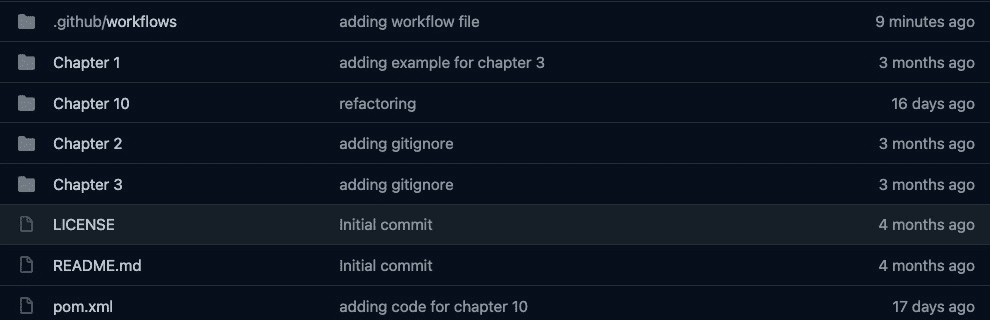 .github/workflows adding workflow file 9 minutes ago
Chapter 1 adding example for chapter 3 3 months ago
Chapter 10 refactoring 16 days ago
Chapter 2 adding gitignore 3 months ago
Chapter 3 adding gitignore 3 months ago
LICENSE Initial commit 4 months ago
README.md Initial commit 4 months ago
pom.xml adding code for chapter 10 17 days ago